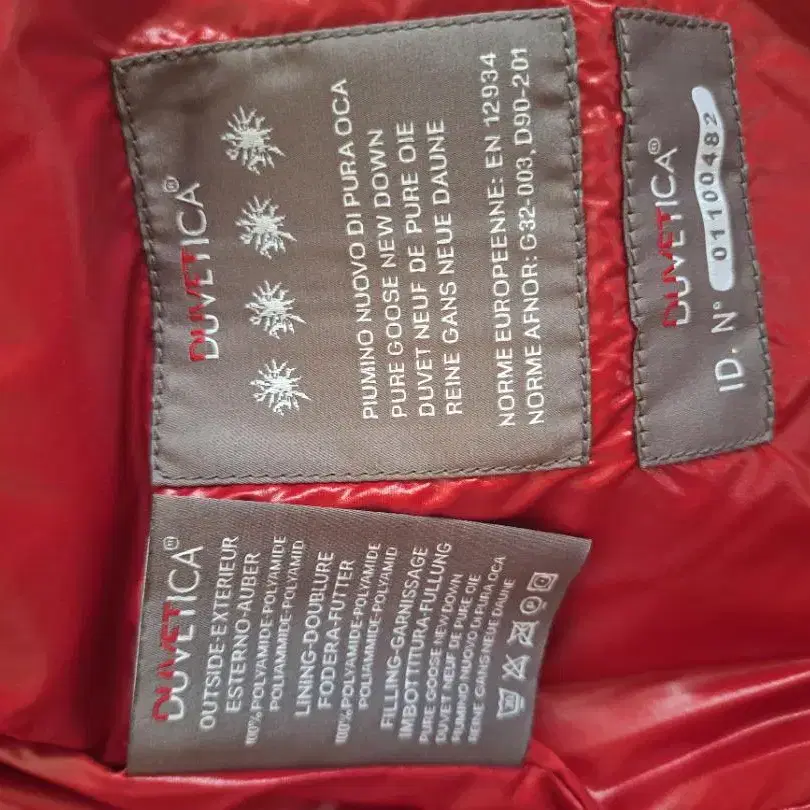 DUVETICA®
PIUMINO NUOVO DI PURA OCA
PURE GOOSE NEW DOWN
DUVET NEUF DE PURE OIE
REINE GANS NEUE DAUNE
NORME EUROPEENNE: EN 12934
NORME AFNOR: G32-003, D90-201
DUVETICA®
ID. N° 01100482
DUVETICA®
OUTSIDE-EXTERIEUR
ESTERNO-AUBER
100% POLYAMIDE-POLYAMIDE
POLIAMMIDE-POLYAMID
LINING-DOUBLURE
FODERA-FUTTER
100% POLYAMIDE-POLYAMIDE
POLIAMMIDE-POLYAMID
FILLING-GARNISSAGE
IMBOTTITURA-FULLUNG
PURE GOOSE NEW DOWN
DUVET NEUF DE PURE OIE
PIUMINO NUOVO DI PURA OCA
REINE GANS NEUE DAUNE